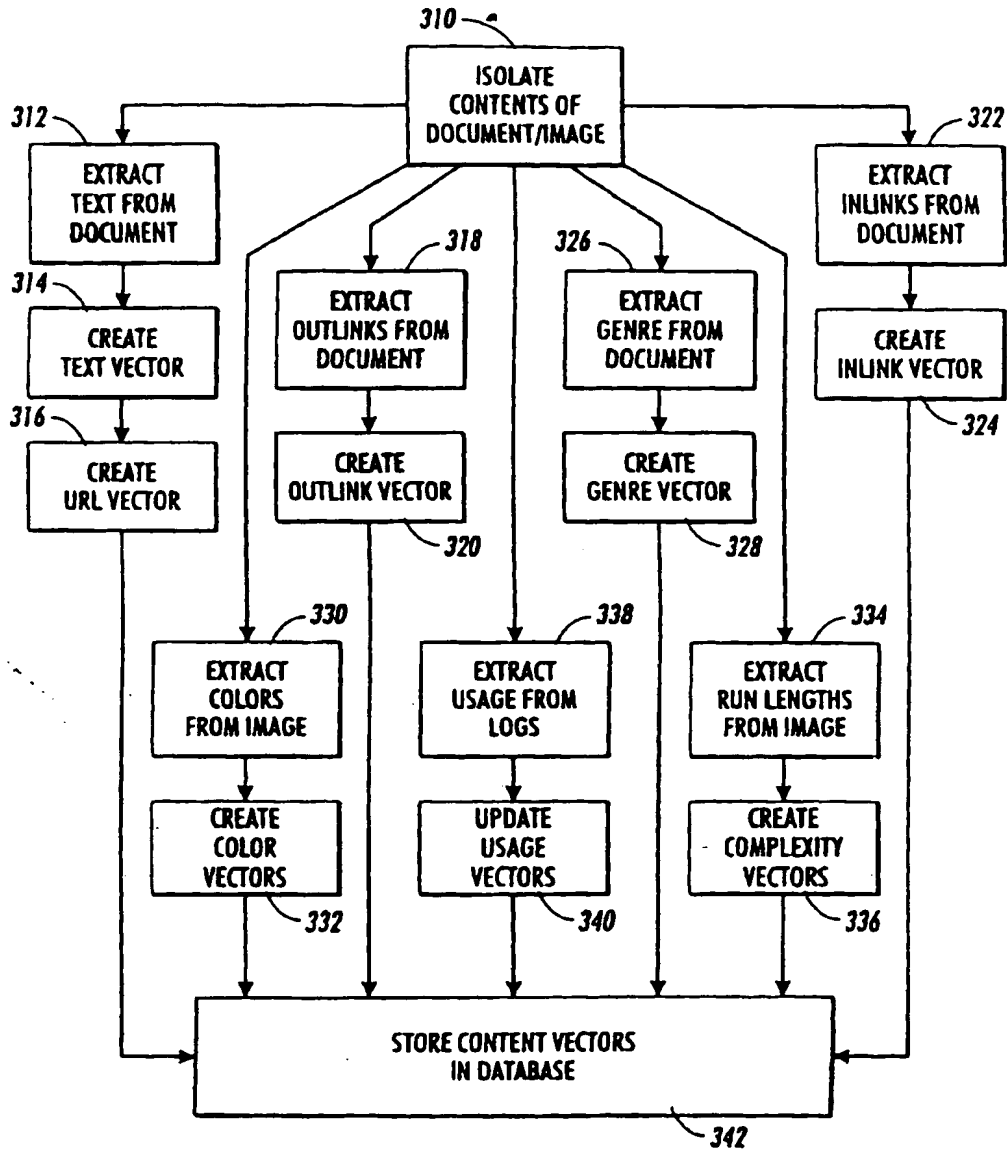 310
ISOLATE
CONTENTS OF
DOCUMENT/IMAGE
312
EXTRACT
TEXT FROM
DOCUMENT
314
CREATE
TEXT VECTOR
316
CREATE
URL VECTOR
318
EXTRACT
OUTLINKS FROM
DOCUMENT
CREATE
OUTLINK VECTOR
320
326
EXTRACT
GENRE FROM
DOCUMENT
CREATE
GENRE VECTOR
328
322
EXTRACT
INLINKS FROM
DOCUMENT
CREATE
INLINK VECTOR
324
330
EXTRACT
COLORS
FROM IMAGE
CREATE
COLOR
VECTORS
332
338
EXTRACT
USAGE FROM
LOGS
UPDATE
USAGE
VECTORS
340
334
EXTRACT
RUN LENGTHS
FROM IMAGE
CREATE
COMPLEXITY
VECTORS
336
STORE CONTENT VECTORS
IN DATABASE
342